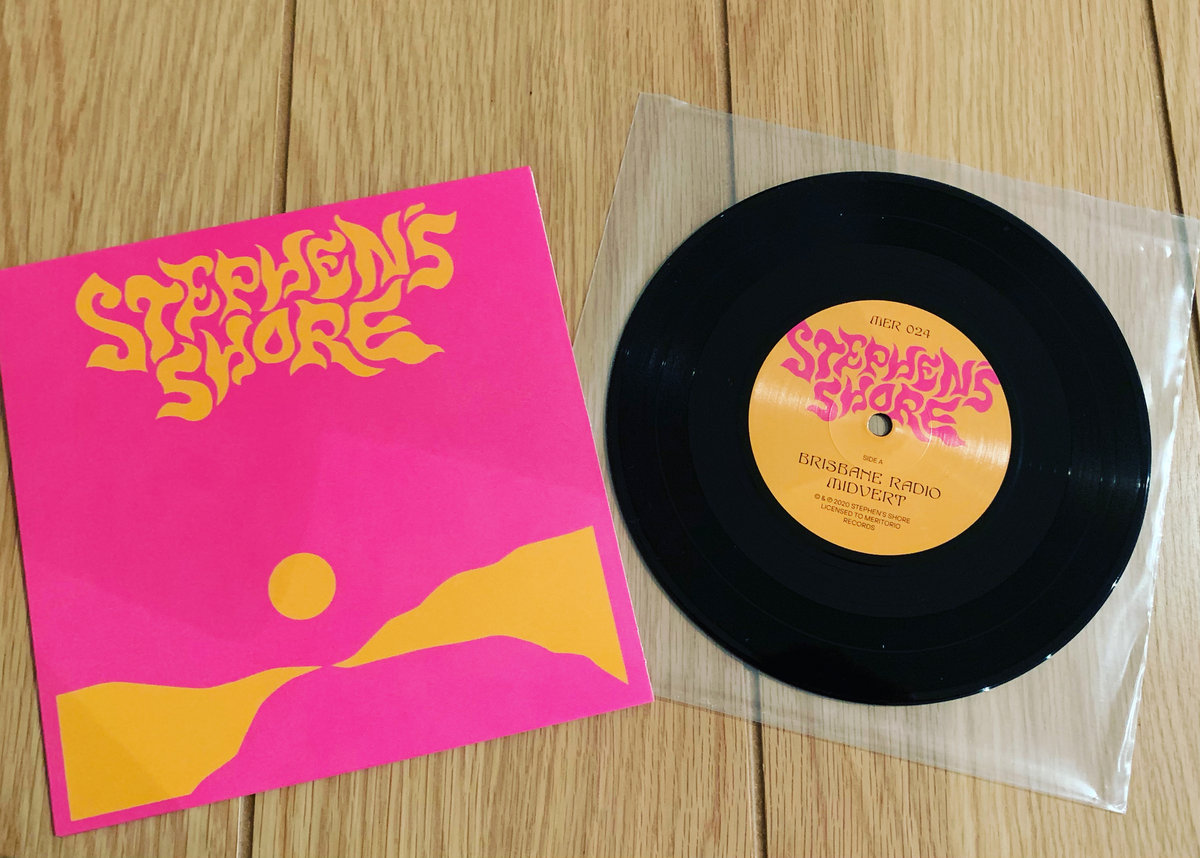 STEPHEN'S
SHORE
MER 024
STEPHEN'S
SHORE
SIDE A
BRISBANE RADIO
MIDVERT
© & ℗ 2020 STEPHEN'S SHORE
LICENSED TO MERITORIO
RECORDS